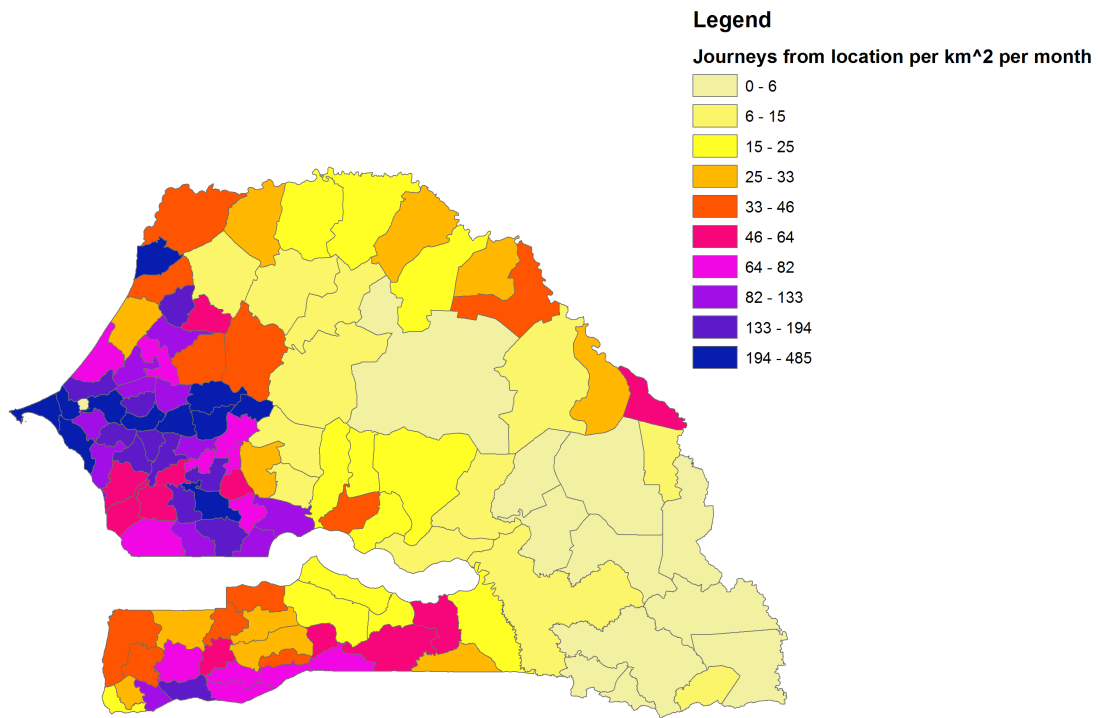 Legend
Journeys from location per km^2 per month
0 - 6
6 - 15
15 - 25
25 - 33
33 - 46
46 - 64
64 - 82
82 - 133
133 - 194
194 - 485